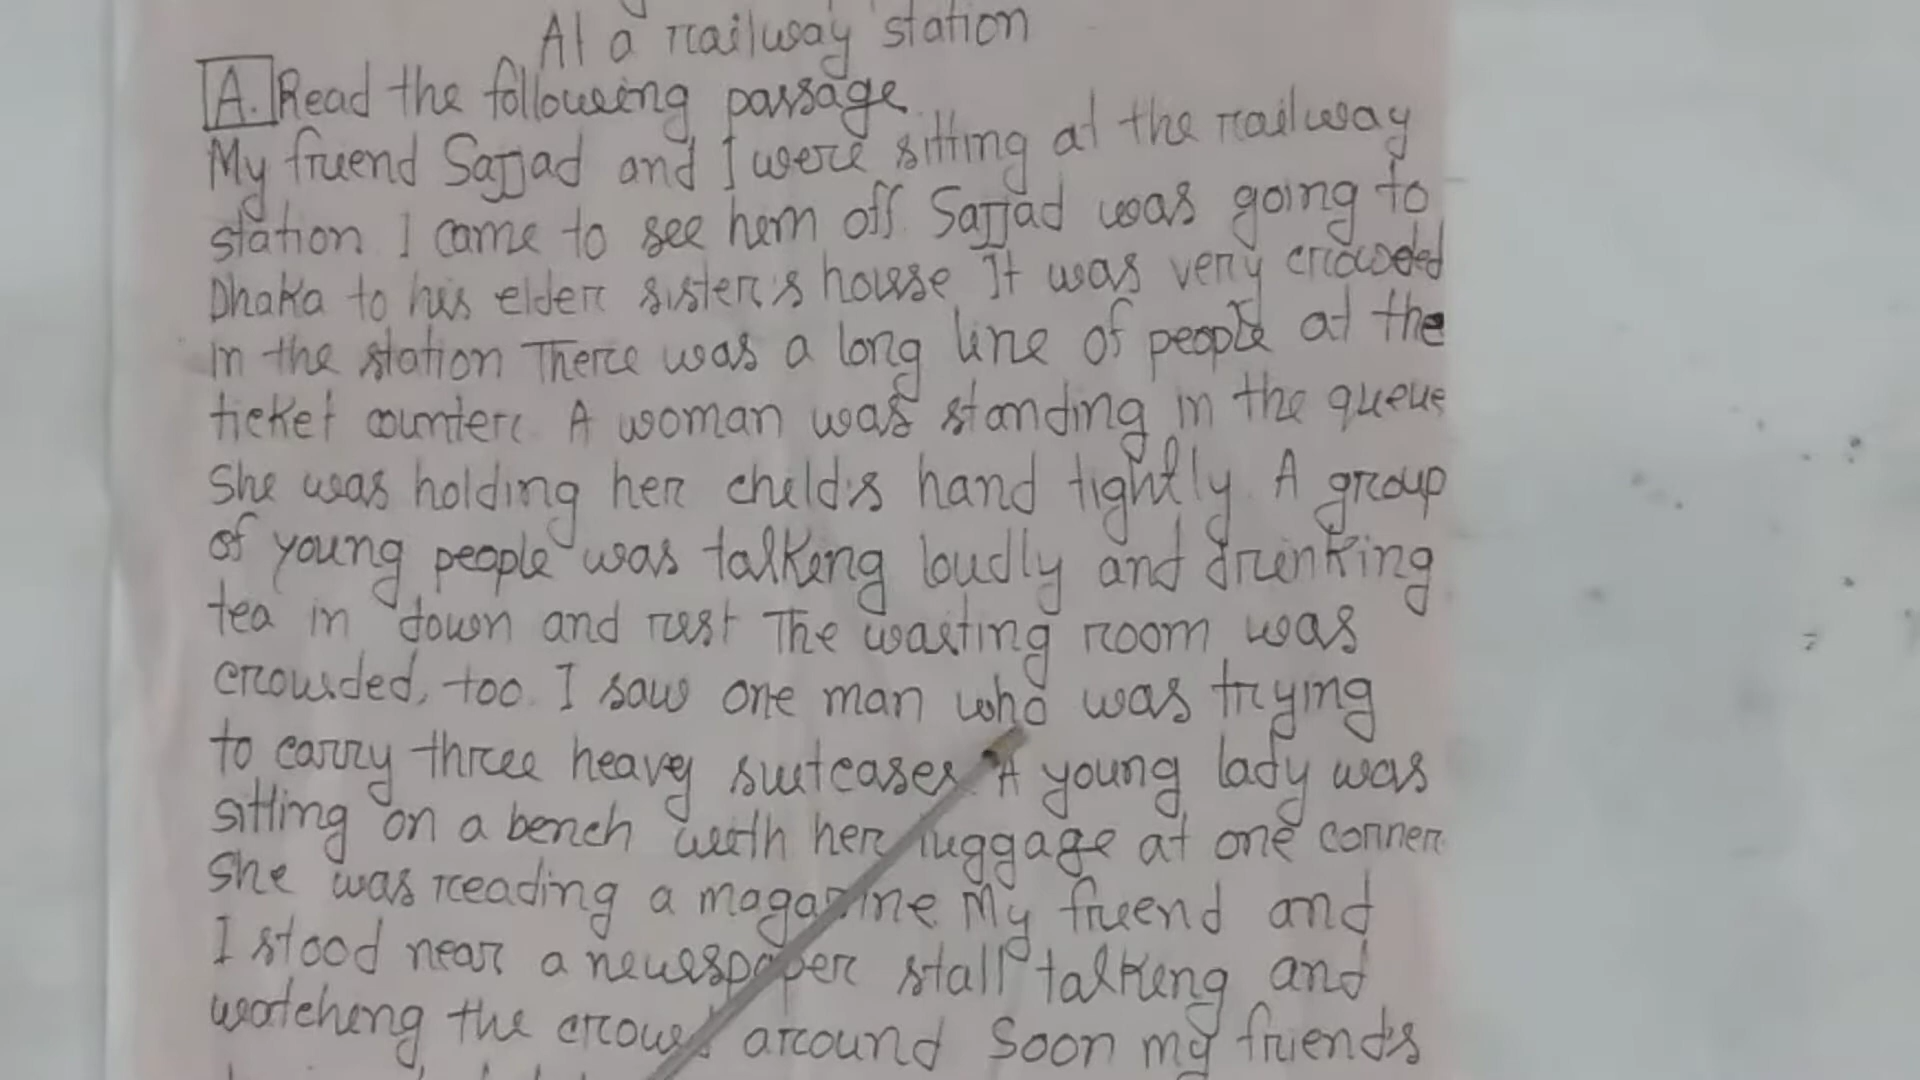 At a railway station
A. Read the following passage
My friend Sajjad and I were sitting at the railway
station I came to see him off. Sajjad was going to
Dhaka to his elder sister's house It was very crowded
in the station There was a long line of people at the
ticket counter. A woman was standing in the queue
She was holding her child's hand tightly. A group
of young people was talking loudly and drinking
tea in down and rest The waiting room was
crowded, too. I saw one man who was trying
to carry three heavy suitcases. A young lady was
sitting on a bench with her luggage at one corner.
She was reading a magazine. My friend and
I stood near a newspaper stall talking and
watching the crowd around Soon my friend's